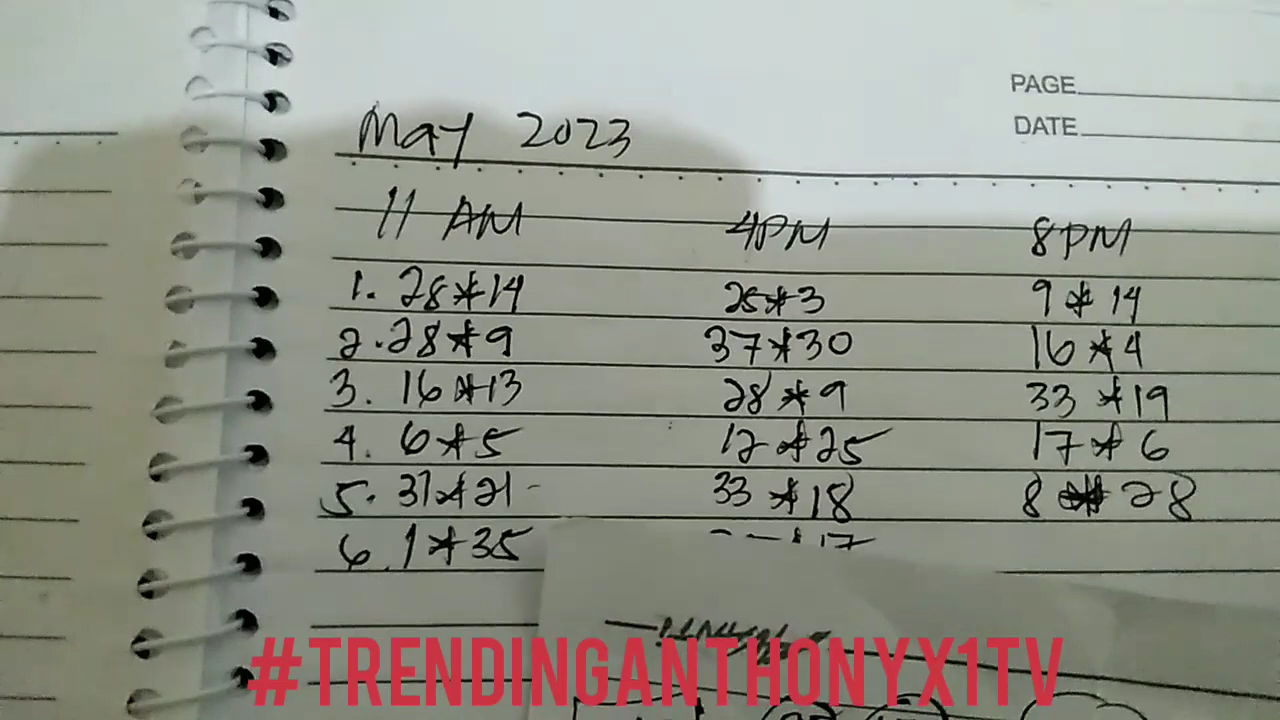 PAGE
DATE
May 2023
11 AM 4PM 8PM
1. 28*14 25*3 9*14
2. 28*9 37*30 16*4
3. 16*13 28*9 33*19
4. 6*5 12*25 17*6
5. 31*21 33*18 8*28
6. 1*35 *17
#TRENDINGANTHONYX1TV